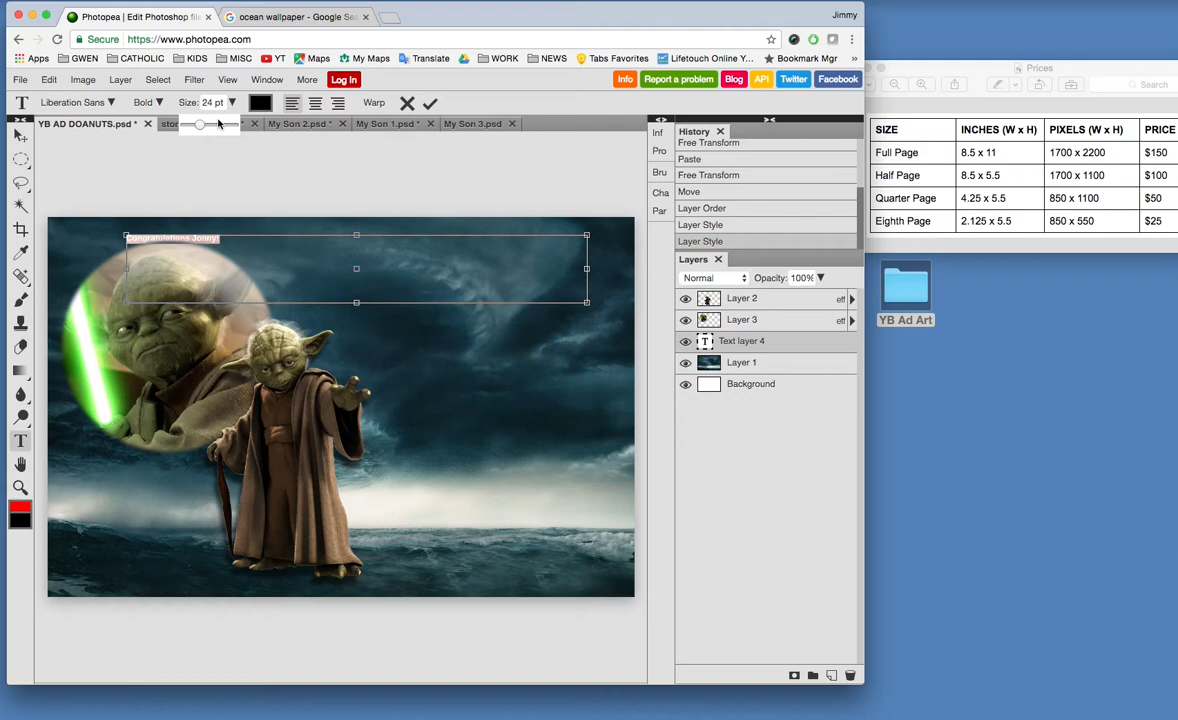 Photopea | Edit Photoshop file
ocean wallpaper - Google Sea
Jimmy
Secure https://www.photopea.com
Apps GWEN CATHOLIC KIDS MISC YT Maps My Maps Translate WORK NEWS Tabs Favorites Lifetouch Onlin Y... Bookmark Mgr
File Edit Image Layer Select Filter View Window More Log In
Info Report a problem Blog API Twitter Facebook
T Liberation Sans Bold Size: 24 pt Warp
YB AD DOANUTS.psd * stor * My Son 2.psd * My Son 1.psd * My Son 3.psd
Congratulations Jonny!
Inf
Pro
Bru
Cha
Par
History
Free Transform
Paste
Free Transform
Move
Layer Order
Layer Style
Layer Style
Layers
Normal Opacity: 100%
Layer 2 eff
Layer 3 eff
T Text layer 4
Layer 1
Background
T
Prices
Search
SIZE INCHES (W x H) PIXELS (W x H) PRICE
Full Page 8.5 x 11 1700 x 2200 $150
Half Page 8.5 x 5.5 1700 x 1100 $100
Quarter Page 4.25 x 5.5 850 x 1100 $50
Eighth Page 2.125 x 5.5 850 x 550 $25
YB Ad Art